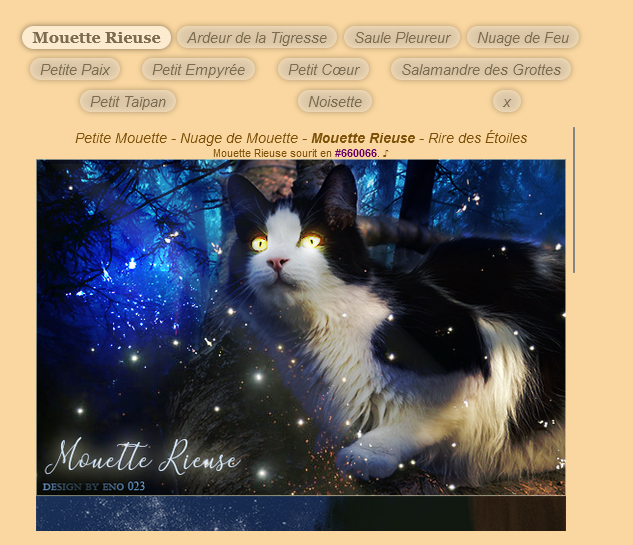 Mouette Rieuse Ardeur de la Tigresse Saule Pleureur Nuage de Feu
Petite Paix Petit Empyrée Petit Cœur Salamandre des Grottes
Petit Taïpan Noisette x
Petite Mouette - Nuage de Mouette - Mouette Rieuse - Rire des Étoiles
Mouette Rieuse sourit en #660066. ♪
Mouette Rieuse
DESIGN BY ENO 023